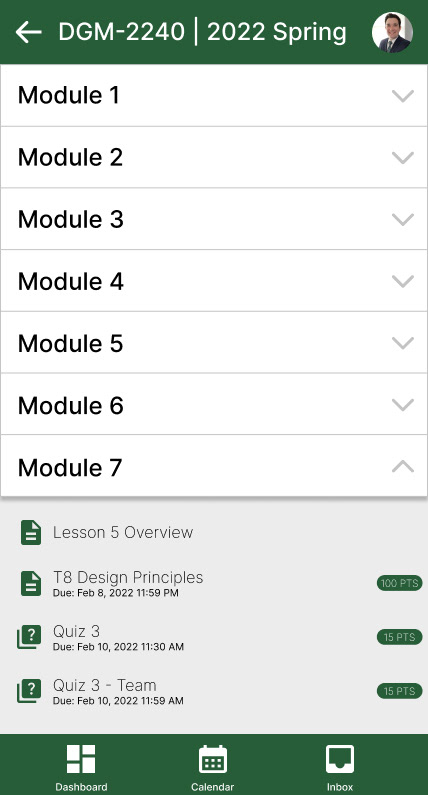 DGM-2240 | 2022 Spring
Module 1
Module 2
Module 3
Module 4
Module 5
Module 6
Module 7
Lesson 5 Overview
T8 Design Principles
Due: Feb 8, 2022 11:59 PM
100 PTS
Quiz 3
Due: Feb 10, 2022 11:30 AM
15 PTS
Quiz 3 - Team
Due: Feb 10, 2022 11:59 AM
15 PTS
Dashboard
Calendar
Inbox